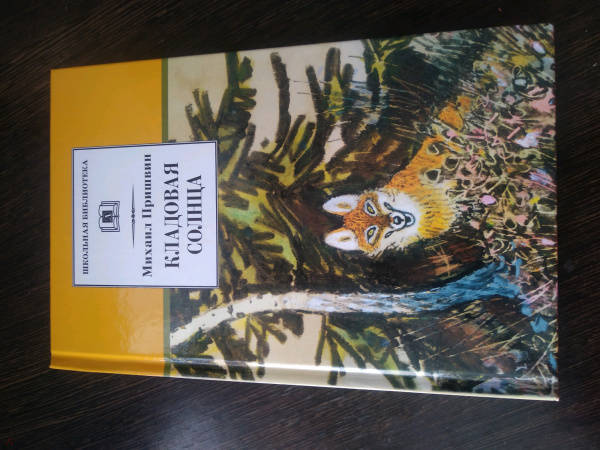 ШКОЛЬНАЯ БИБЛИОТЕКА
Михаил Пришвин
КЛАДОВАЯ
СОЛНЦА